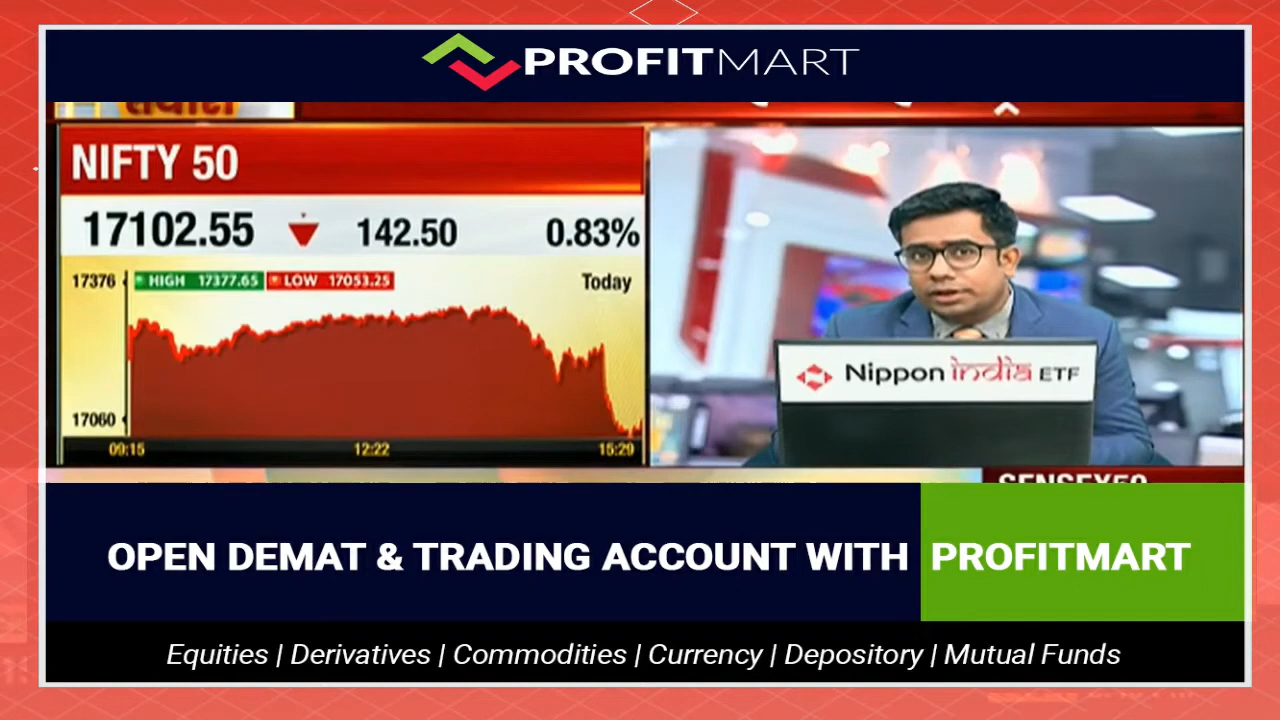 PROFITMART
NIFTY 50
17102.55 142.50 0.83%
17376 HIGH 17377.65 LOW 17053.25 Today
17060
09:15 12:22 15:29
Nippon india ETF
SENSEX50
OPEN DEMAT & TRADING ACCOUNT WITH PROFITMART
Equities | Derivatives | Commodities | Currency | Depository | Mutual Funds